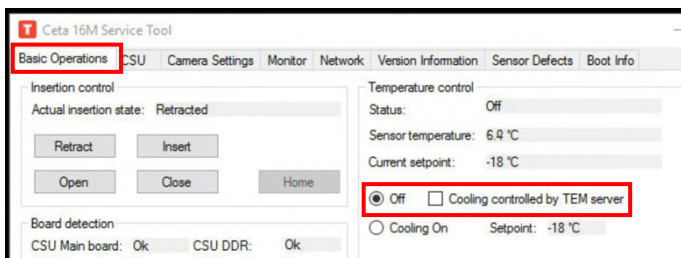 T Ceta 16M Service Tool
Basic Operations CSU Camera Settings Monitor Network Version Information Sensor Defects Boot Info
Insertion control
Actual insertion state: Retracted
Retract Insert
Open Close Home
Board detection
CSU Main board: Ok CSU DDR: Ok
Temperature control
Status: Off
Sensor temperature: 6.9 °C
Current setpoint: -18 °C
Off Cooling controlled by TEM server
Cooling On Setpoint: -18 °C